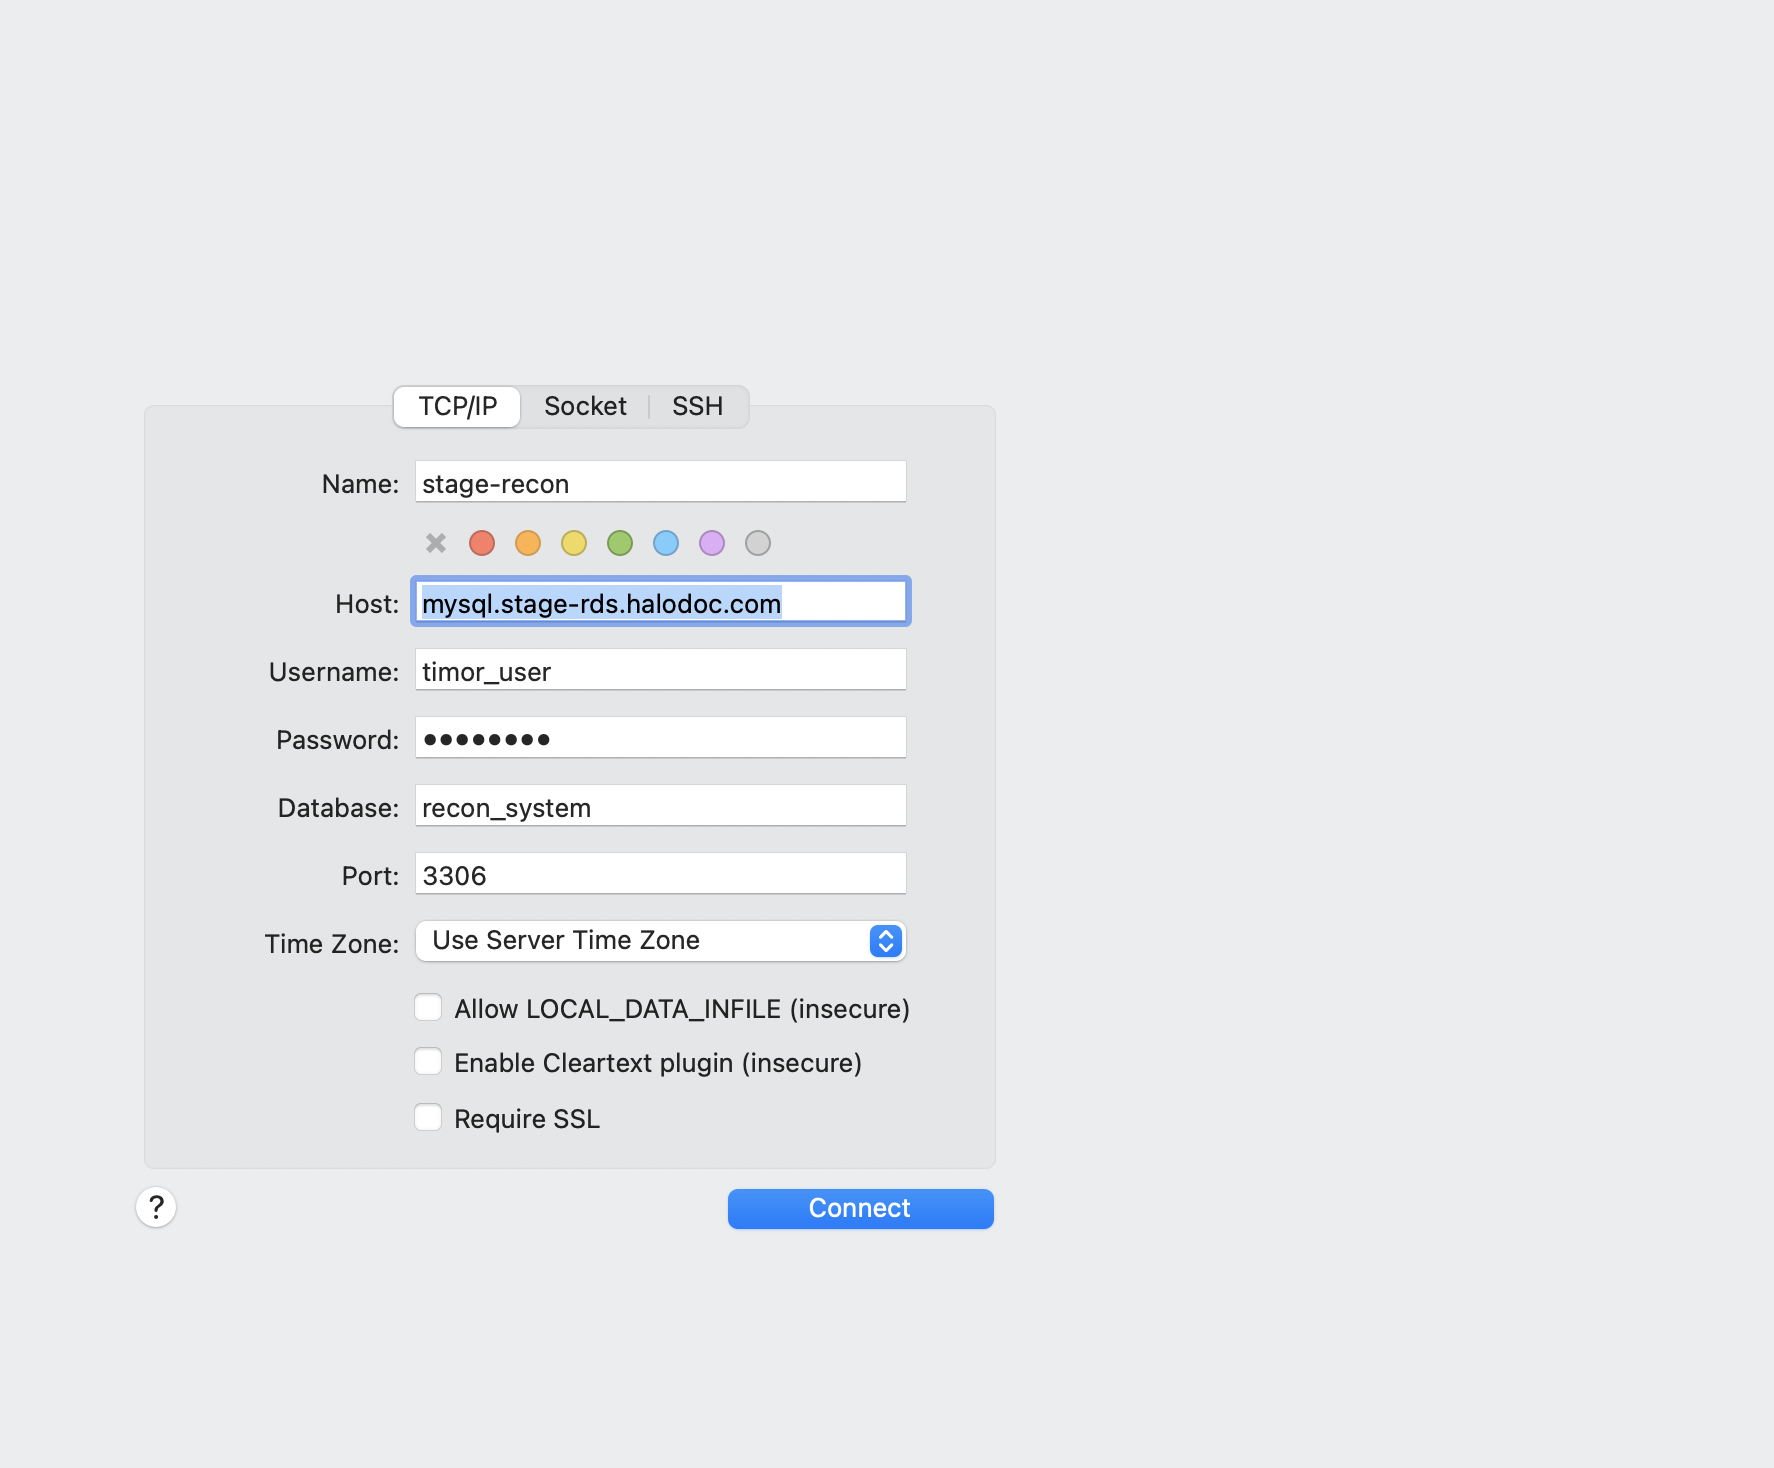 TCP/IP Socket SSH
Name: stage-recon
Host: mysql.stage-rds.halodoc.com
Username: timor_user
Password: ••••••••
Database: recon_system
Port: 3306
Time Zone: Use Server Time Zone
Allow LOCAL_DATA_INFILE (insecure)
Enable Cleartext plugin (insecure)
Require SSL
? Connect